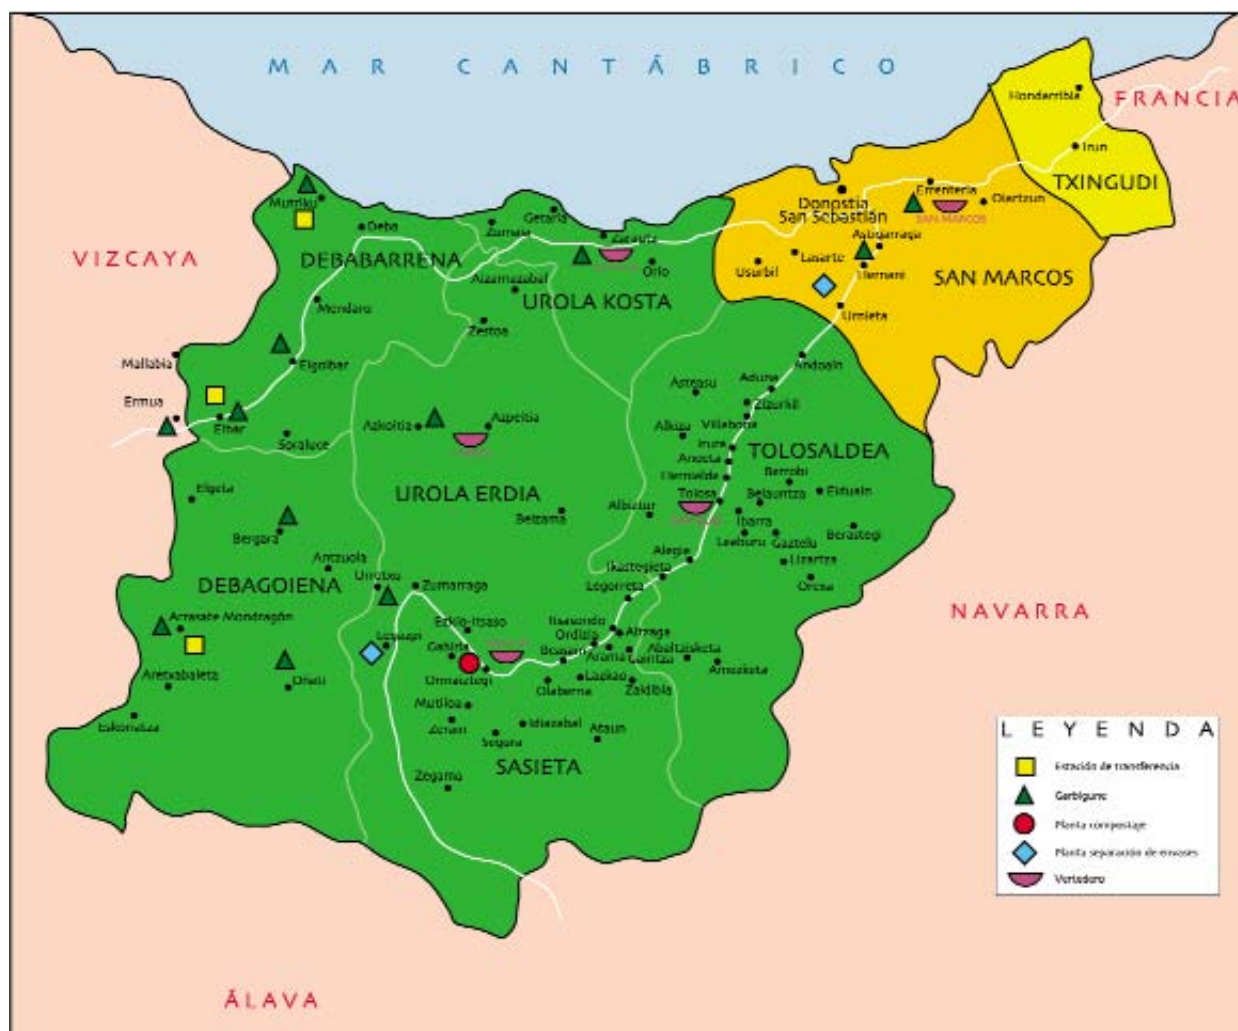 MAR CANTÁBRICO
FRANCIA
Hondarribia
Irun
TXINGUDI
Errenteria
Oiartzun
SAN MARCOS
Donostia
San Sebastián
Astigarraga
Hernani
Lasarte
Usurbil
SAN MARCOS
Urnieta
Andoain
VIZCAYA
Mutriku
Deba
DEBABARRENA
Mendaro
Mallabia
Elgoibar
Ermua
Eibar
Soraluce
Zumaia
Getaria
Zarautz
Orio
Aizarnazabal
UROLA KOSTA
Zestoa
Azkoitia
Azpeitia
UROLA ERDIA
Beizama
Asteasu
Aduna
Zizurkil
Villabona
Alkiza
Irura
Anoeta
Hernialde
TOLOSALDEA
Berrobi
Tolosa
Belauntza
Elduain
Albiztur
Ibarra
Leaburu
Gaztelu
Berastegi
Alegia
Lizartza
Ikaztegieta
Orexa
Legorreta
Elgeta
Bergara
Antzuola
DEBAGOIENA
Urretxu
Zumarraga
Arrasate Mondragón
Aretxabaleta
Oñati
Eskoriatza
Legazpi
Ezkio-Itsaso
Gabiria
Ormaiztegi
Itsasondo
Ordizia
Altzaga
Beasain
Arama
Gaintza
Abaltzisketa
Amezketa
Olaberria
Lazkao
Zaldibia
Mutiloa
Zerain
Segura
Idiazabal
Ataun
SASIETA
Zegama
NAVARRA
ÁLAVA
LEYENDA
Estación de transferencia
Garbigune
Planta compostaje
Planta separación de envases
Vertedero